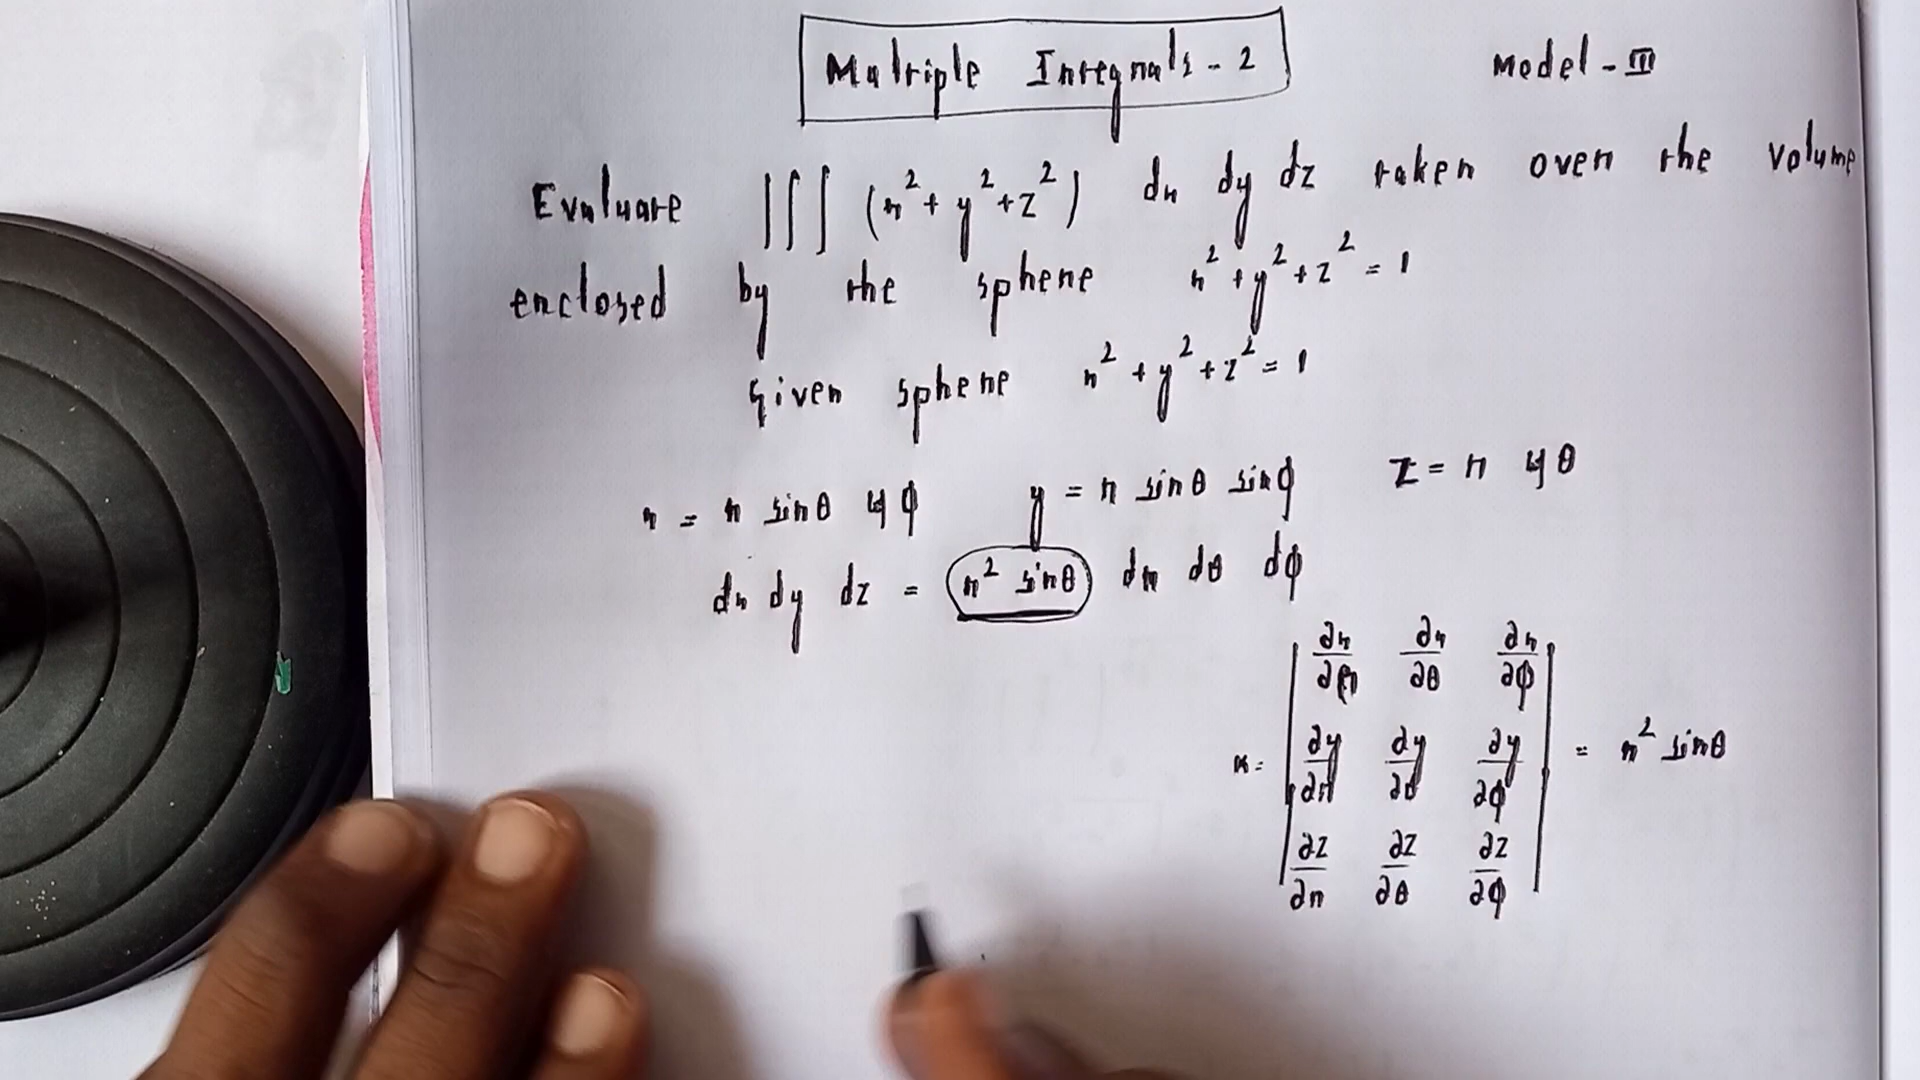 Multiple Integrals - 2
Model - III
Evaluate ∫∫∫ (x² + y² + z²) dx dy dz taken over the volume
enclosed by the sphere x² + y² + z² = 1
Given sphere x² + y² + z² = 1
x = r sinθ cosφ y = r sinθ sinφ z = r cosθ
dx dy dz = r² sinθ dr dθ dφ
∂x/∂r ∂x/∂θ ∂x/∂φ
∂y/∂r ∂y/∂θ ∂y/∂φ = r² sinθ
∂z/∂r ∂z/∂θ ∂z/∂φ